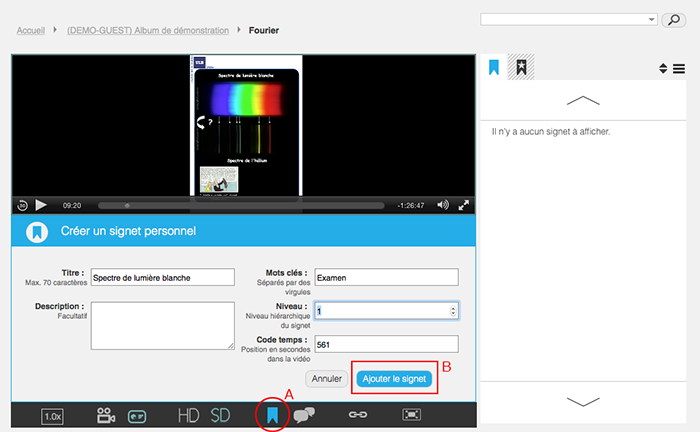 Accueil (DEMO-GUEST) Album de démonstration Fourier
ULB
Spectre de lumière blanche
?
Spectre de l'hélium
30 09:20 -1:26:47
Créer un signet personnel
Titre :
Max. 70 caractères
Spectre de lumière blanche
Mots clés :
Séparés par des
virgules
Examen
Description :
Facultatif
Niveau :
Niveau hiérarchique
du signet
1
Code temps :
Position en secondes
dans la vidéo
561
Annuler
Ajouter le signet
B
A
1.0x
HD
SD
Il n'y a aucun signet à afficher.